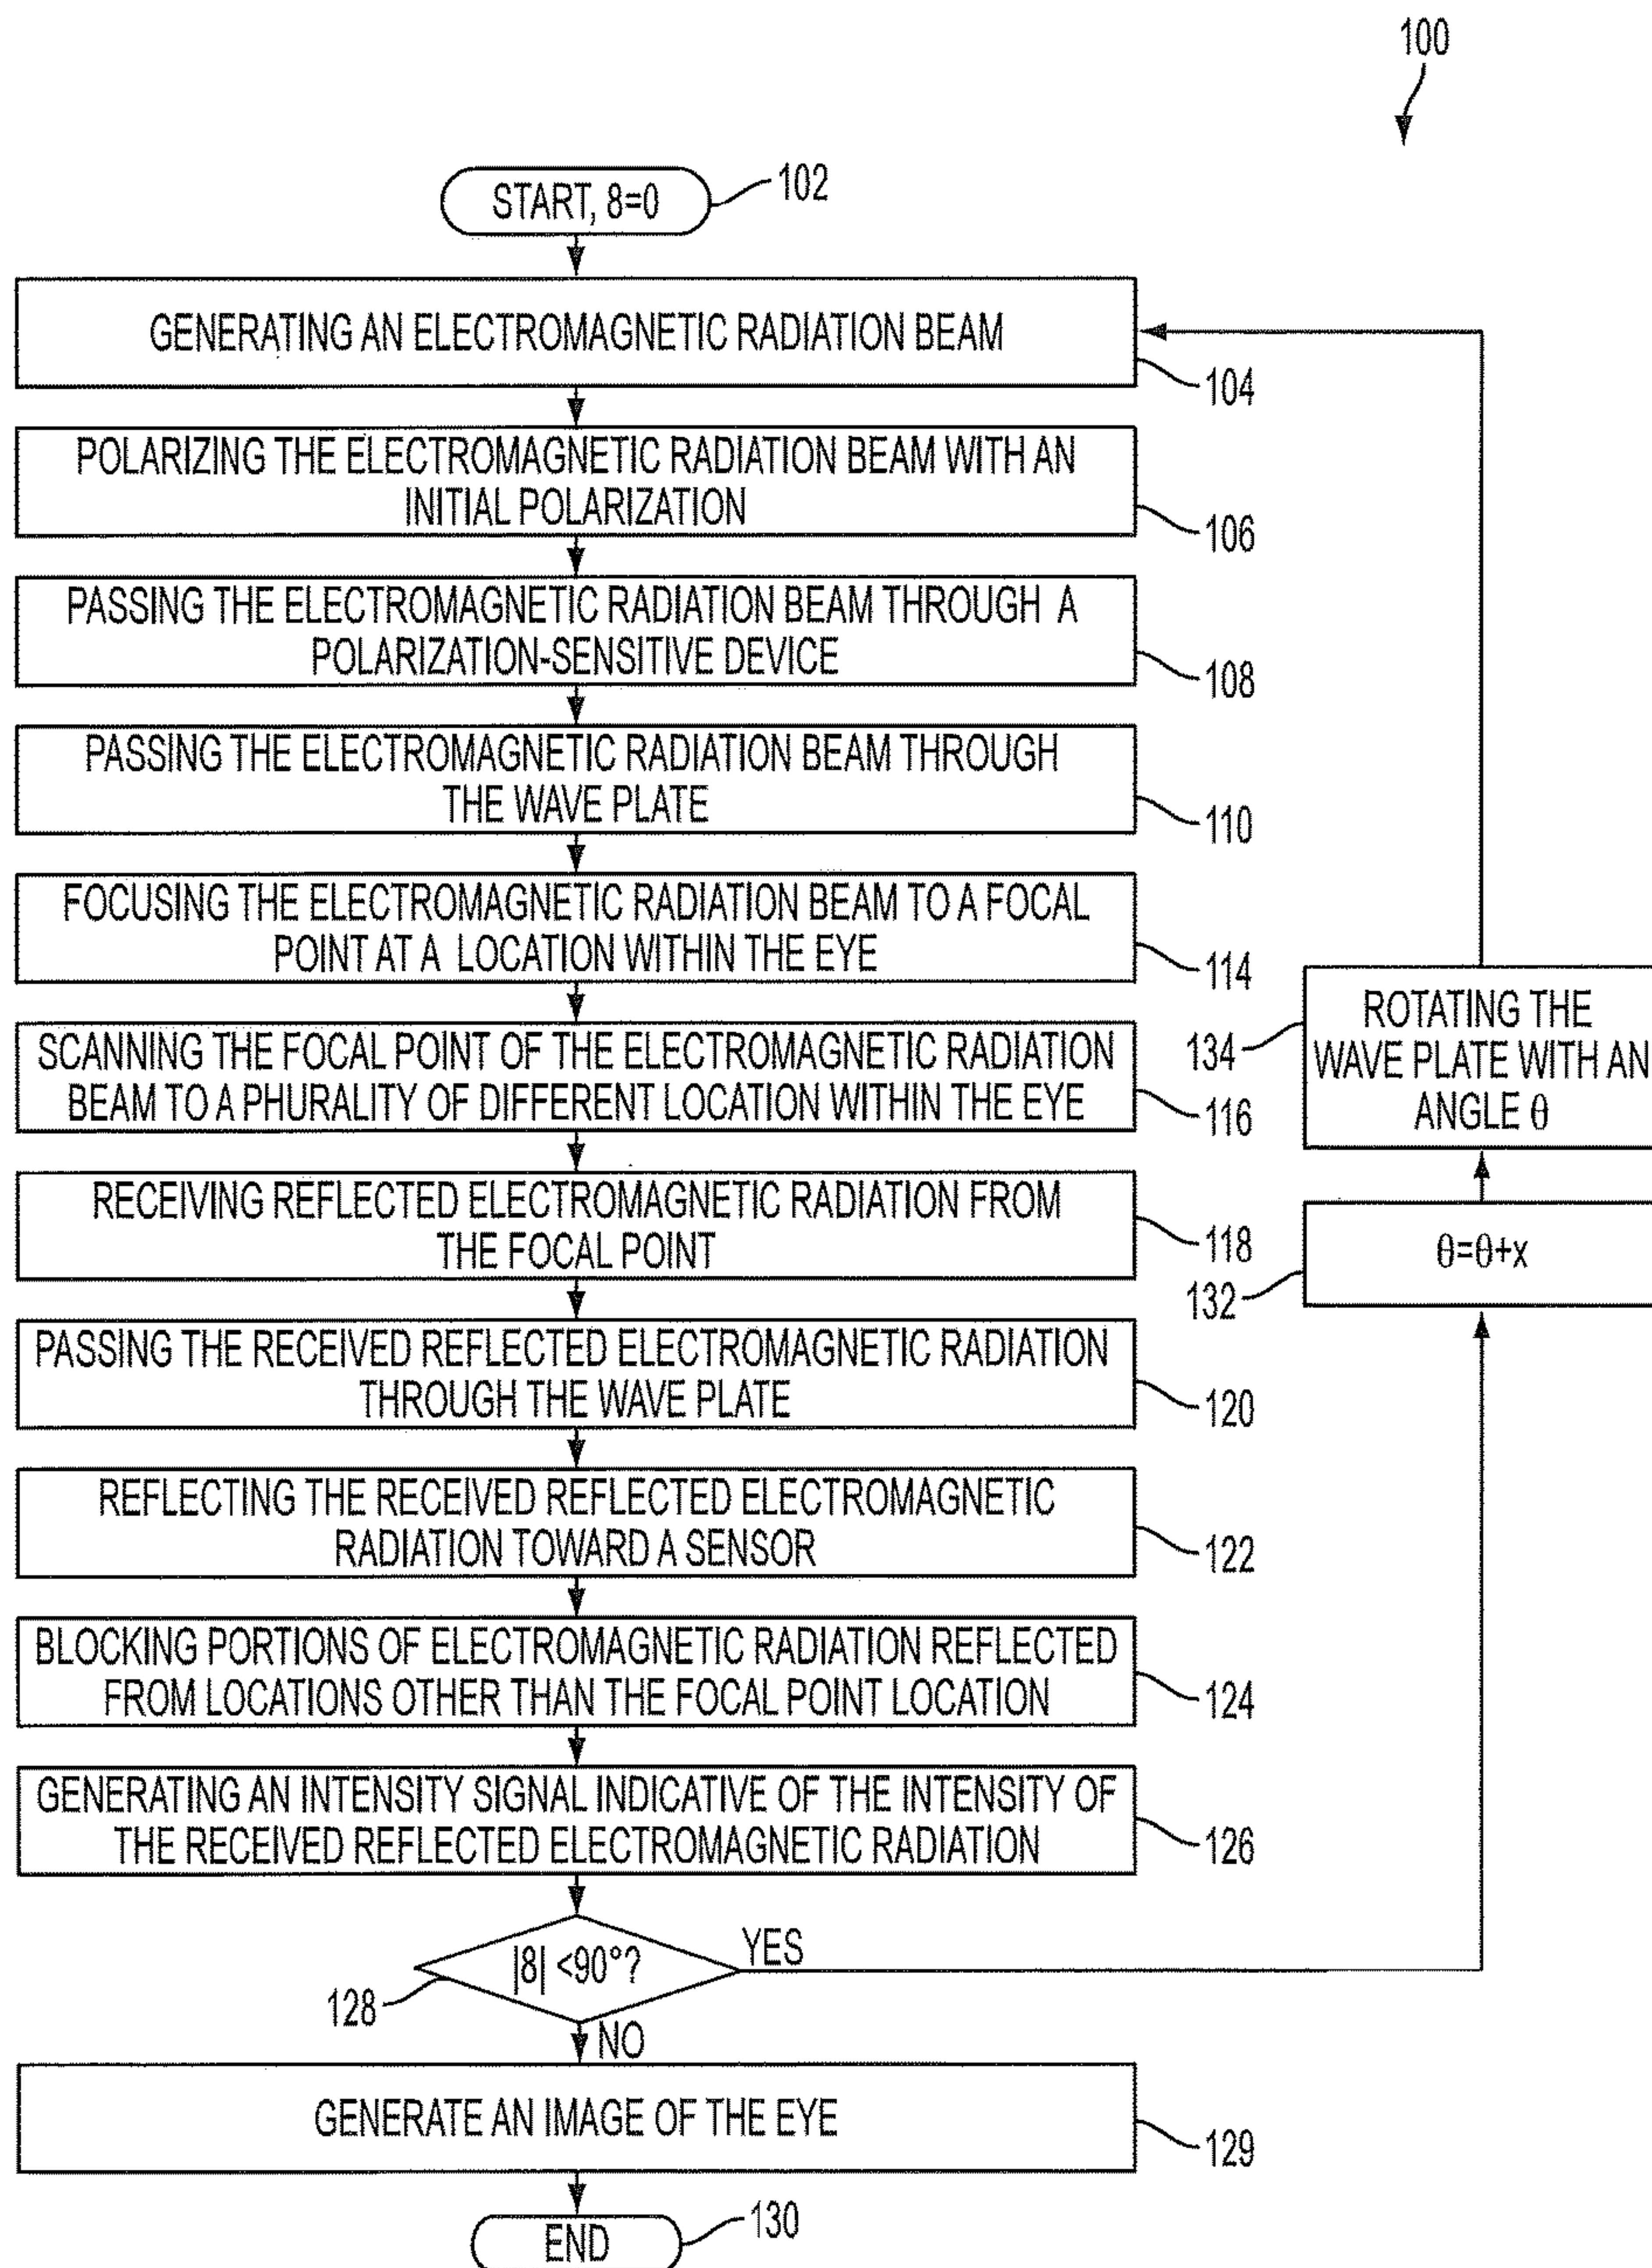 100
START, 8=0
102
GENERATING AN ELECTROMAGNETIC RADIATION BEAM
104
POLARIZING THE ELECTROMAGNETIC RADIATION BEAM WITH AN
INITIAL POLARIZATION
106
PASSING THE ELECTROMAGNETIC RADIATION BEAM THROUGH A
POLARIZATION-SENSITIVE DEVICE
108
PASSING THE ELECTROMAGNETIC RADIATION BEAM THROUGH
THE WAVE PLATE
110
FOCUSING THE ELECTROMAGNETIC RADIATION BEAM TO A FOCAL
POINT AT A LOCATION WITHIN THE EYE
114
SCANNING THE FOCAL POINT OF THE ELECTROMAGNETIC RADIATION
BEAM TO A PHURALITY OF DIFFERENT LOCATION WITHIN THE EYE
116
RECEIVING REFLECTED ELECTROMAGNETIC RADIATION FROM
THE FOCAL POINT
118
PASSING THE RECEIVED REFLECTED ELECTROMAGNETIC RADIATION
THROUGH THE WAVE PLATE
120
REFLECTING THE RECEIVED REFLECTED ELECTROMAGNETIC
RADIATION TOWARD A SENSOR
122
BLOCKING PORTIONS OF ELECTROMAGNETIC RADIATION REFLECTED
FROM LOCATIONS OTHER THAN THE FOCAL POINT LOCATION
124
GENERATING AN INTENSITY SIGNAL INDICATIVE OF THE INTENSITY OF
THE RECEIVED REFLECTED ELECTROMAGNETIC RADIATION
126
|8| <90°?
YES
128
NO
GENERATE AN IMAGE OF THE EYE
129
END
130
ROTATING THE
WAVE PLATE WITH AN
ANGLE θ
134
θ=θ+x
132